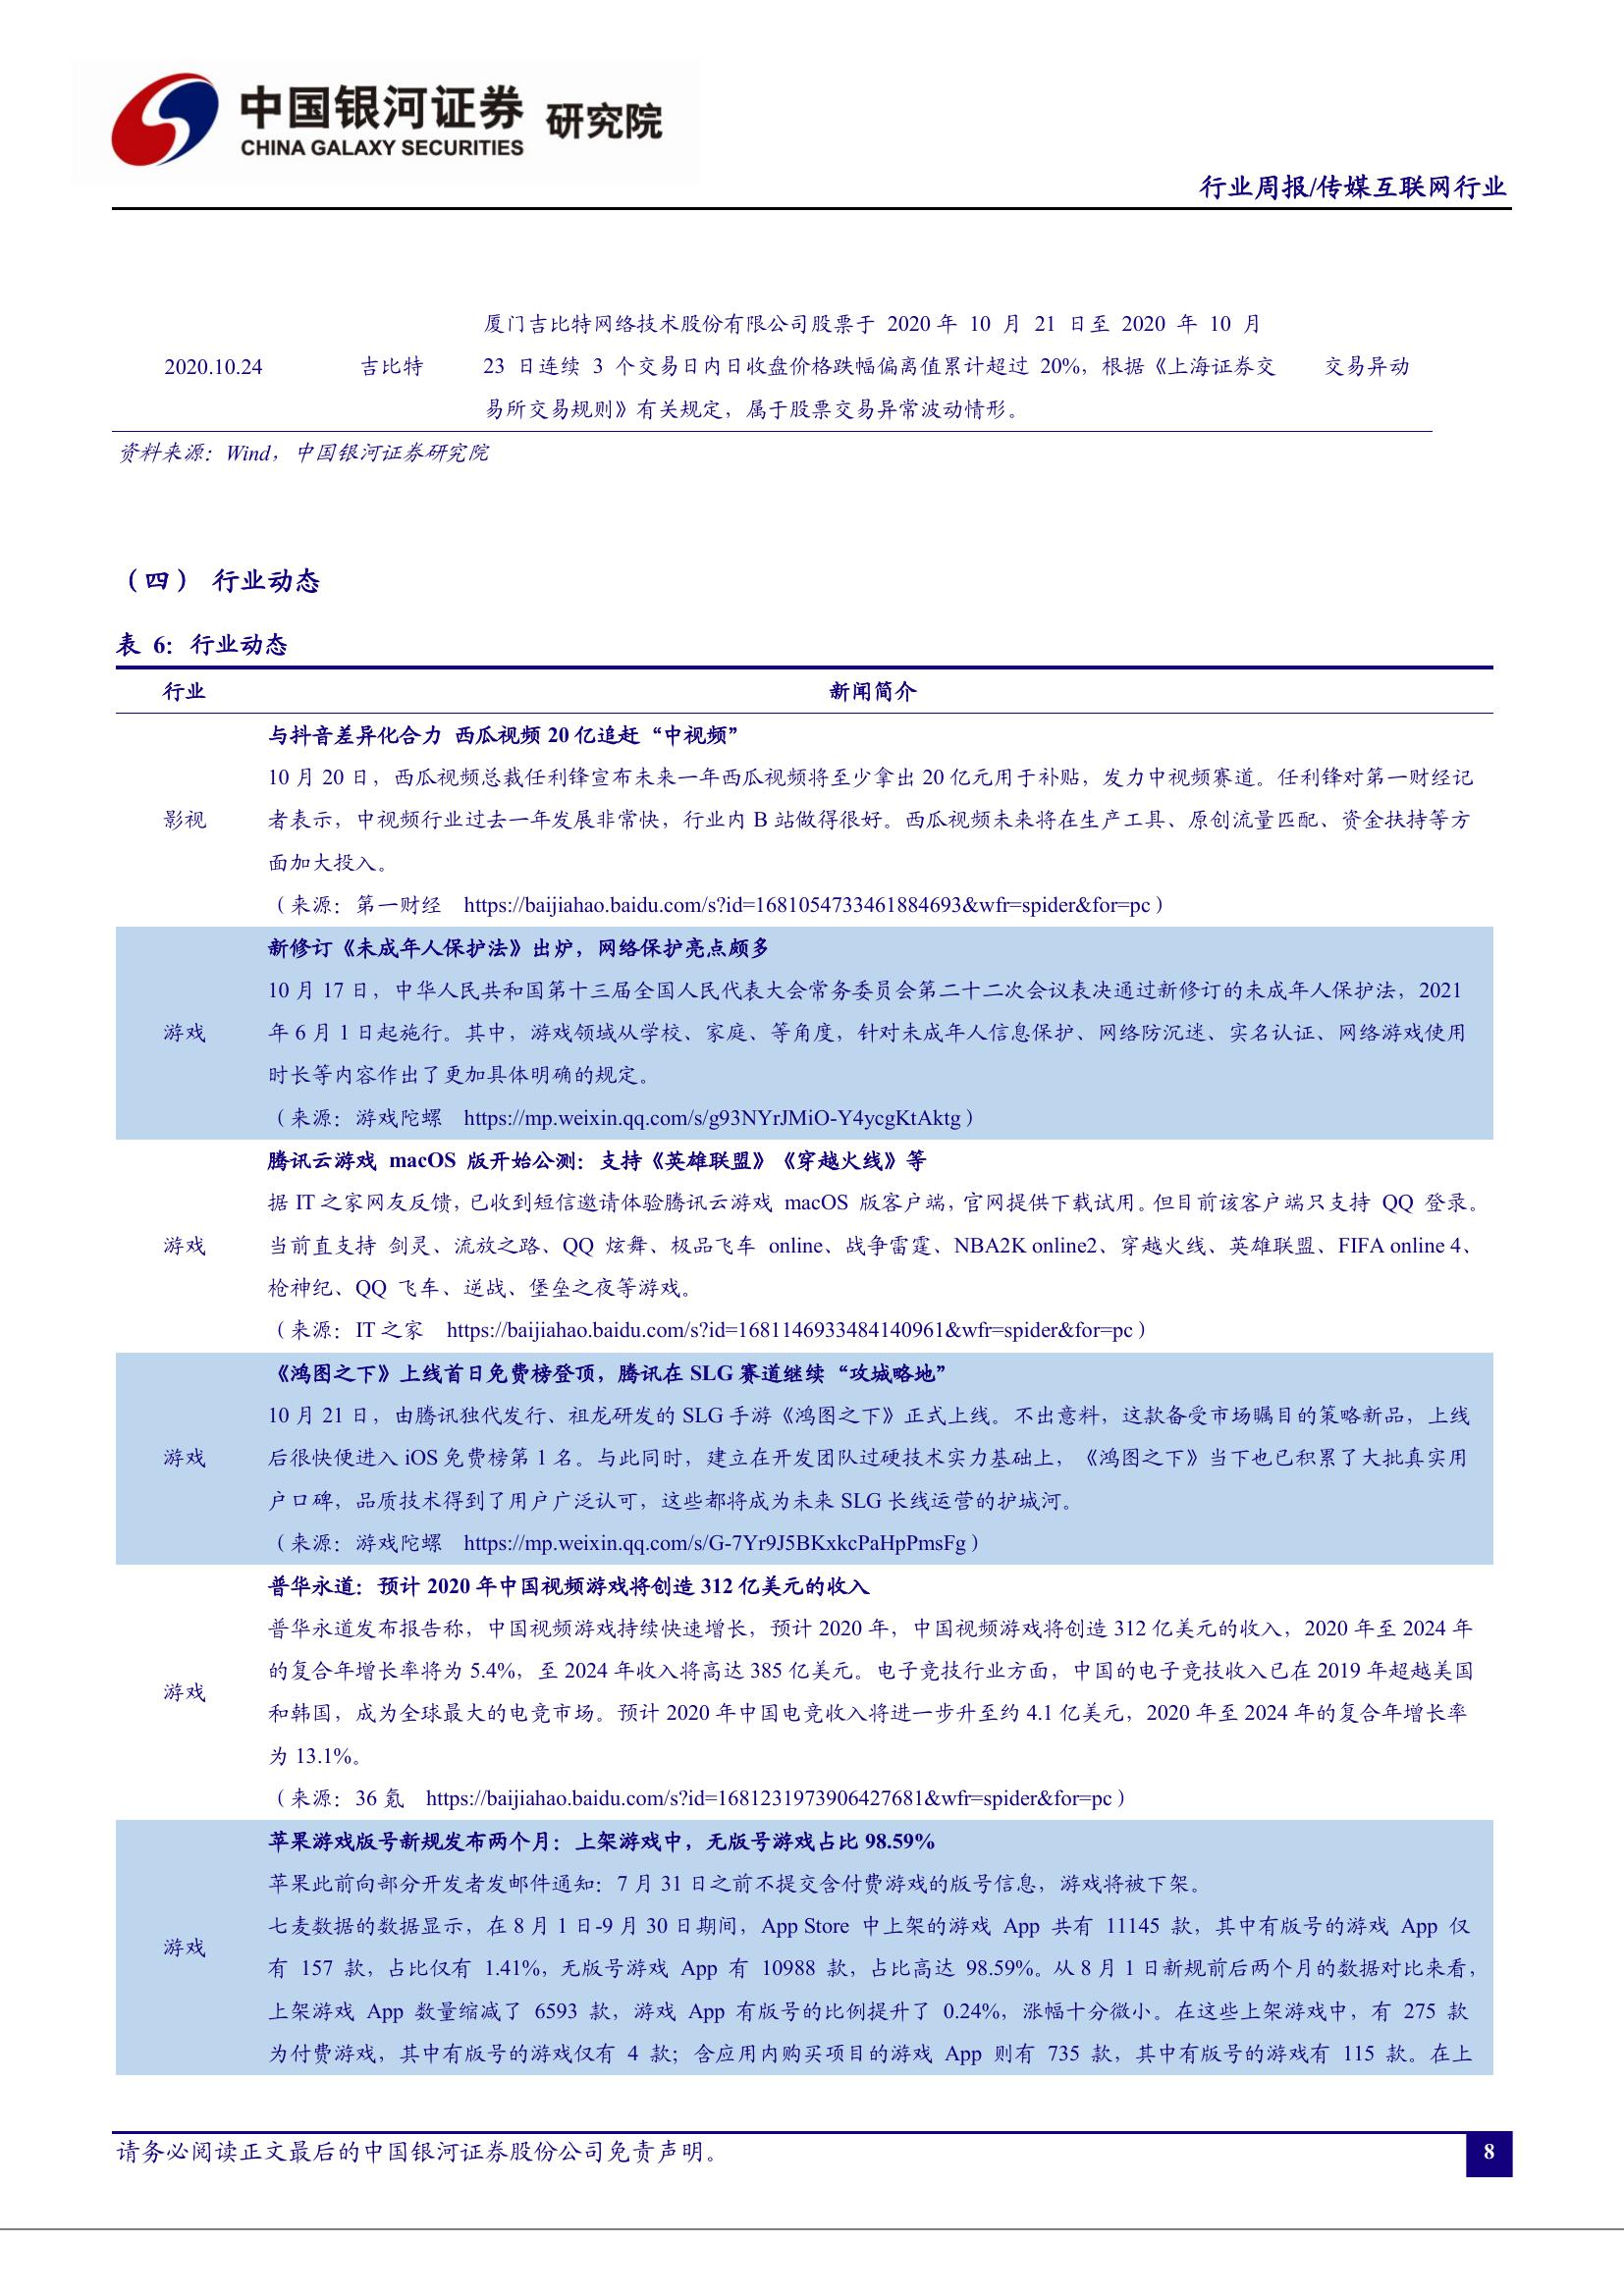 中国银河证券 研究院
CHINA GALAXY SECURITIES
行业周报/传媒互联网行业
厦门吉比特网络技术股份有限公司股票于 2020 年 10 月 21 日至 2020 年 10 月
2020.10.24 吉比特 23 日连续 3 个交易日内日收盘价格跌幅偏离值累计超过 20%，根据《上海证券交 交易异动
易所交易规则》有关规定，属于股票交易异常波动情形。
资料来源：Wind，中国银河证券研究院
（四） 行业动态
表 6：行业动态
行业 新闻简介
与抖音差异化合力 西瓜视频 20 亿追赶“中视频”
10 月 20 日，西瓜视频总裁任利锋宣布未来一年西瓜视频将至少拿出 20 亿元用于补贴，发力中视频赛道。任利锋对第一财经记
影视 者表示，中视频行业过去一年发展非常快，行业内 B 站做得很好。西瓜视频未来将在生产工具、原创流量匹配、资金扶持等方
面加大投入。
（来源：第一财经 https://baijiahao.baidu.com/s?id=1681054733461884693&wfr=spider&for=pc）
新修订《未成年人保护法》出炉，网络保护亮点颇多
10 月 17 日，中华人民共和国第十三届全国人民代表大会常务委员会第二十二次会议表决通过新修订的未成年人保护法，2021
游戏 年 6 月 1 日起施行。其中，游戏领域从学校、家庭、等角度，针对未成年人信息保护、网络防沉迷、实名认证、网络游戏使用
时长等内容作出了更加具体明确的规定。
（来源：游戏陀螺 https://mp.weixin.qq.com/s/g93NYrJMiO-Y4ycgKtAktg）
腾讯云游戏 macOS 版开始公测：支持《英雄联盟》《穿越火线》等
据 IT 之家网友反馈，已收到短信邀请体验腾讯云游戏 macOS 版客户端，官网提供下载试用。但目前该客户端只支持 QQ 登录。
游戏 当前直支持 剑灵、流放之路、QQ 炫舞、极品飞车 online、战争雷霆、NBA2K online2、穿越火线、英雄联盟、FIFA online 4、
枪神纪、QQ 飞车、逆战、堡垒之夜等游戏。
（来源：IT 之家 https://baijiahao.baidu.com/s?id=1681146933484140961&wfr=spider&for=pc）
《鸿图之下》上线首日免费榜登顶，腾讯在 SLG 赛道继续“攻城略地”
10 月 21 日，由腾讯独代发行、祖龙研发的 SLG 手游《鸿图之下》正式上线。不出意料，这款备受市场瞩目的策略新品，上线
游戏 后很快便进入 iOS 免费榜第 1 名。与此同时，建立在开发团队过硬技术实力基础上，《鸿图之下》当下也已积累了大批真实用
户口碑，品质技术得到了用户广泛认可，这些都将成为未来 SLG 长线运营的护城河。
（来源：游戏陀螺 https://mp.weixin.qq.com/s/G-7Yr9J5BKxkcPaHpPmsFg）
普华永道：预计 2020 年中国视频游戏将创造 312 亿美元的收入
普华永道发布报告称，中国视频游戏持续快速增长，预计 2020 年，中国视频游戏将创造 312 亿美元的收入，2020 年至 2024 年
的复合年增长率将为 5.4%，至 2024 年收入将高达 385 亿美元。电子竞技行业方面，中国的电子竞技收入已在 2019 年超越美国
游戏 和韩国，成为全球最大的电竞市场。预计 2020 年中国电竞收入将进一步升至约 4.1 亿美元，2020 年至 2024 年的复合年增长率
为 13.1%。
（来源：36 氪 https://baijiahao.baidu.com/s?id=1681231973906427681&wfr=spider&for=pc）
苹果游戏版号新规发布两个月：上架游戏中，无版号游戏占比 98.59%
苹果此前向部分开发者发邮件通知：7 月 31 日之前不提交含付费游戏的版号信息，游戏将被下架。
七麦数据的数据显示，在 8 月 1 日-9 月 30 日期间，App Store 中上架的游戏 App 共有 11145 款，其中有版号的游戏 App 仅
游戏 有 157 款，占比仅有 1.41%，无版号游戏 App 有 10988 款，占比高达 98.59%。从 8 月 1 日新规前后两个月的数据对比来看，
上架游戏 App 数量缩减了 6593 款，游戏 App 有版号的比例提升了 0.24%，涨幅十分微小。在这些上架游戏中，有 275 款
为付费游戏，其中有版号的游戏仅有 4 款；含应用内购买项目的游戏 App 则有 735 款，其中有版号的游戏有 115 款。在上
请务必阅读正文最后的中国银河证券股份公司免责声明。 8